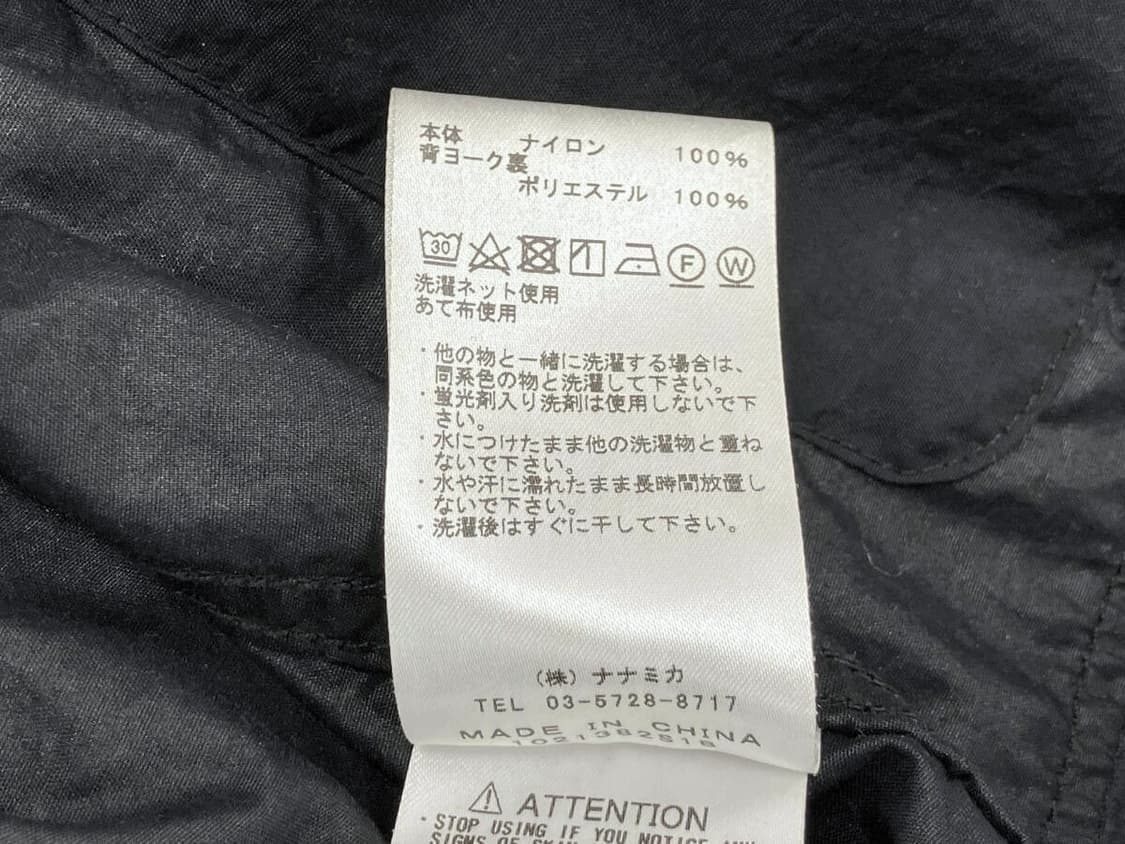 本体 ナイロン 100%
背ヨーク裏
ポリエステル 100%
30 F W
洗濯ネット使用
あて布使用
・他の物と一緒に洗濯する場合は、
同系色の物と洗濯して下さい。
・蛍光剤入り洗剤は使用しないで下
さい。
・水につけたまま他の洗濯物と重ね
ないで下さい。
・水や汗に濡れたまま長時間放置し
ないで下さい。
・洗濯後はすぐに干して下さい。
(株)ナナミカ
TEL 03-5728-8717
MADE IN CHINA
⚠ ATTENTION
・STOP USING IF YOU NOTICE ANY
SIGNS OF